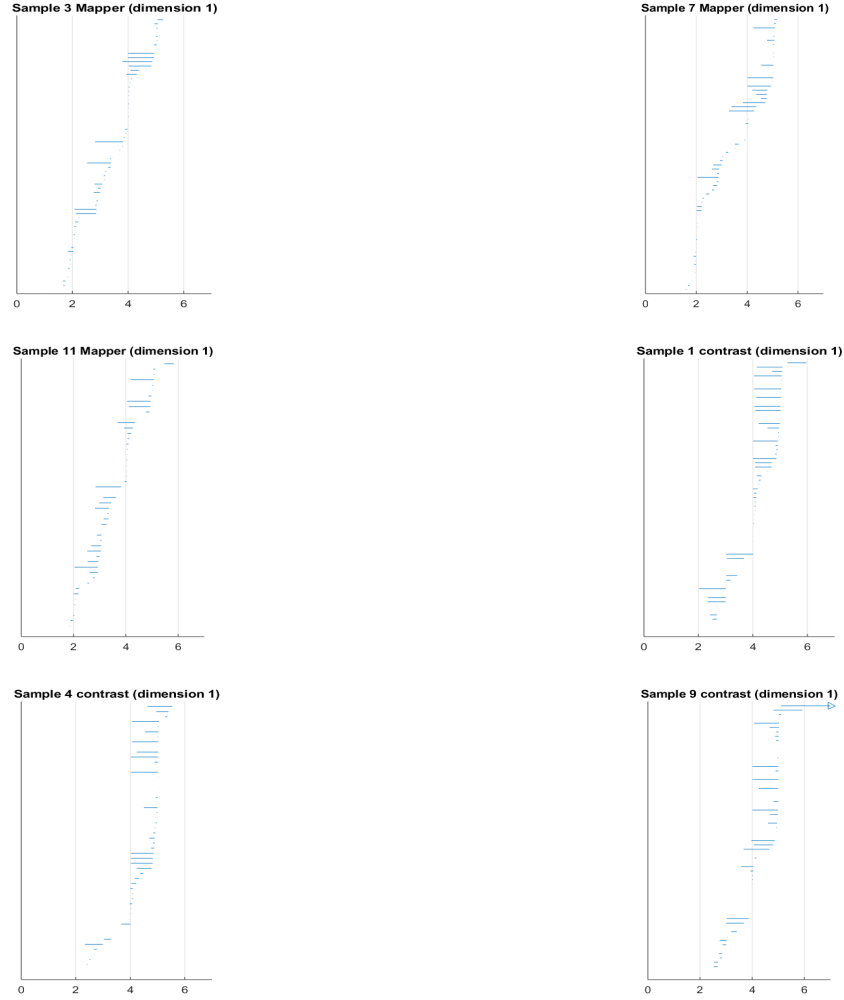 Sample 3 Mapper (dimension 1)
0 2 4 6
Sample 7 Mapper (dimension 1)
0 2 4 6
Sample 11 Mapper (dimension 1)
0 2 4 6
Sample 1 contrast (dimension 1)
0 2 4 6
Sample 4 contrast (dimension 1)
0 2 4 6
Sample 9 contrast (dimension 1)
0 2 4 6